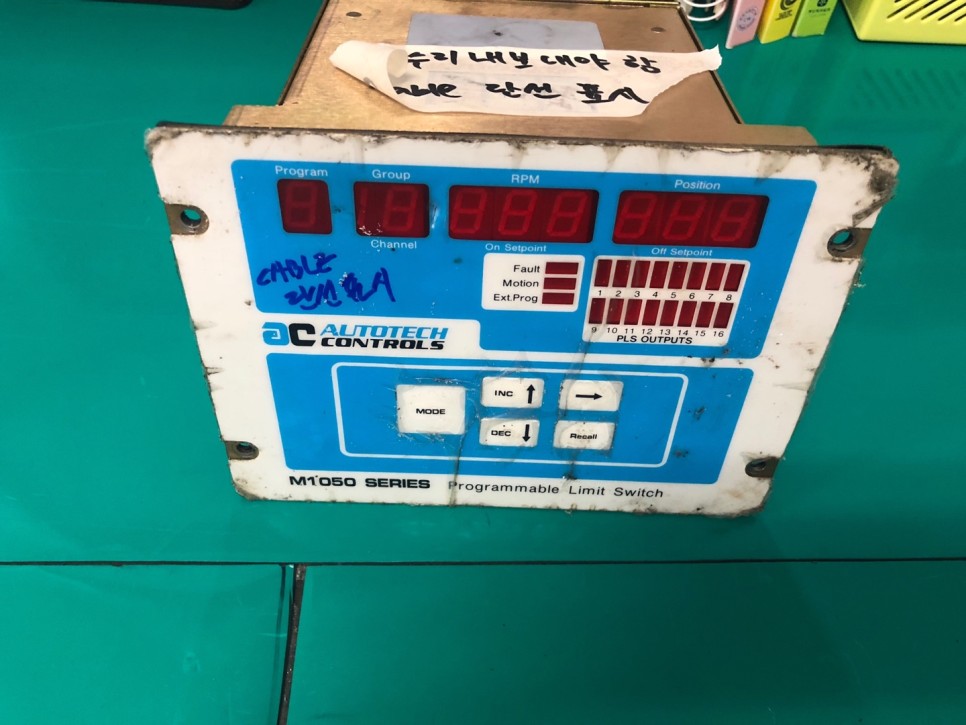 수리 내보내야 함
단선 표시
Program
Group
RPM
Position
Channel
On Setpoint
Off Setpoint
CABLE
단선 표시
Fault
Motion
Ext.Prog
1 2 3 4 5 6 7 8
9 10 11 12 13 14 15 16
PLS OUTPUTS
AUTOTECH
CONTROLS
MODE
INC ↑
→
DEC ↓
Recall
M1050 SERIES Programmable Limit Switch